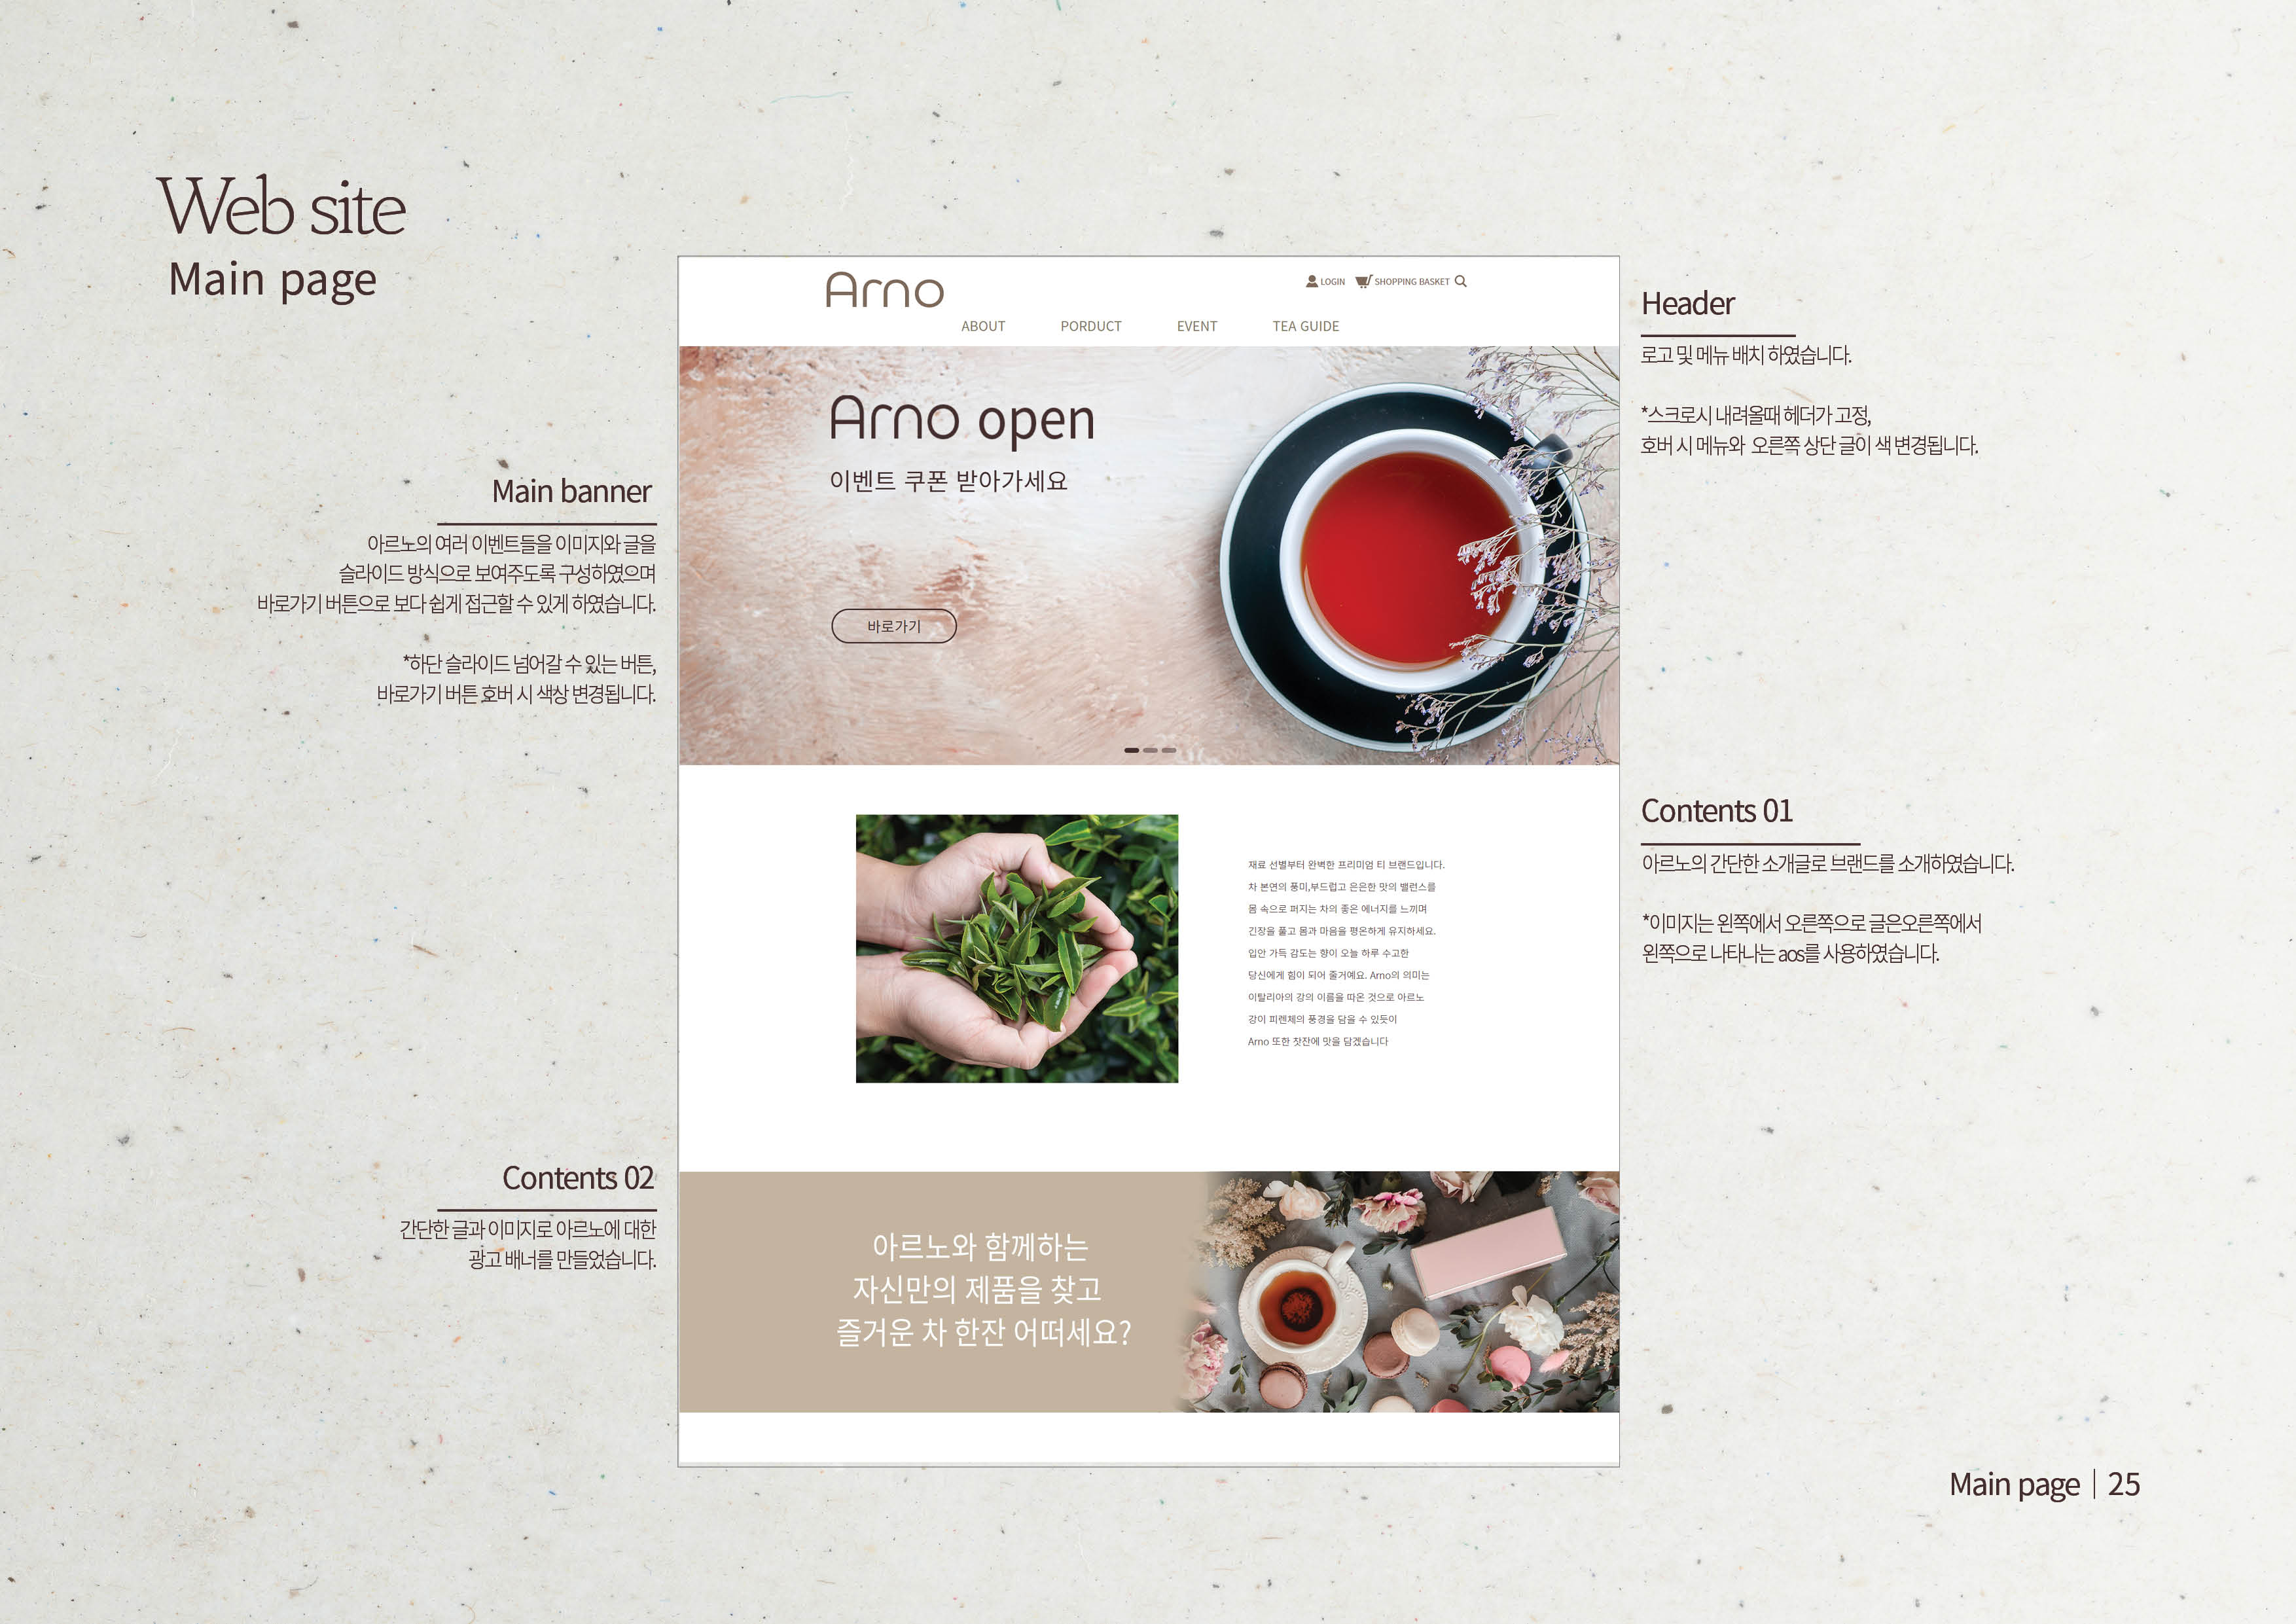 Web site
Main page
Main banner
아르노의 여러 이벤트들을 이미지와 글을
슬라이드 방식으로 보여주도록 구성하였으며
바로가기 버튼으로 보다 쉽게 접근할 수 있게 하였습니다.
*하단 슬라이드 넘어갈 수 있는 버튼,
바로가기 버튼 호버 시 색상 변경됩니다.
Contents 02
간단한 글과 이미지로 아르노에 대한
광고 배너를 만들었습니다.
Arno
LOGIN
SHOPPING BASKET
ABOUT
PORDUCT
EVENT
TEA GUIDE
Arno open
이벤트 쿠폰 받아가세요
바로가기
재료 선별부터 완벽한 프리미엄 티 브랜드입니다.
차 본연의 풍미,부드럽고 은은한 맛의 밸런스를
몸 속으로 퍼지는 차의 좋은 에너지를 느끼며
긴장을 풀고 몸과 마음을 평온하게 유지하세요.
입안 가득 감도는 향이 오늘 하루 수고한
당신에게 힘이 되어 줄거예요. Arno의 의미는
이탈리아의 강의 이름을 따온 것으로 아르노
강이 피렌체의 풍경을 담을 수 있듯이
Arno 또한 찻잔에 맛을 담겠습니다
아르노와 함께하는
자신만의 제품을 찾고
즐거운 차 한잔 어떠세요?
Header
로고 및 메뉴 배치 하였습니다.
*스크로시 내려올때 헤더가 고정,
호버 시 메뉴와 오른쪽 상단 글이 색 변경됩니다.
Contents 01
아르노의 간단한 소개글로 브랜드를 소개하였습니다.
*이미지는 왼쪽에서 오른쪽으로 글은오른쪽에서
왼쪽으로 나타나는 aos를 사용하였습니다.
Main page | 25